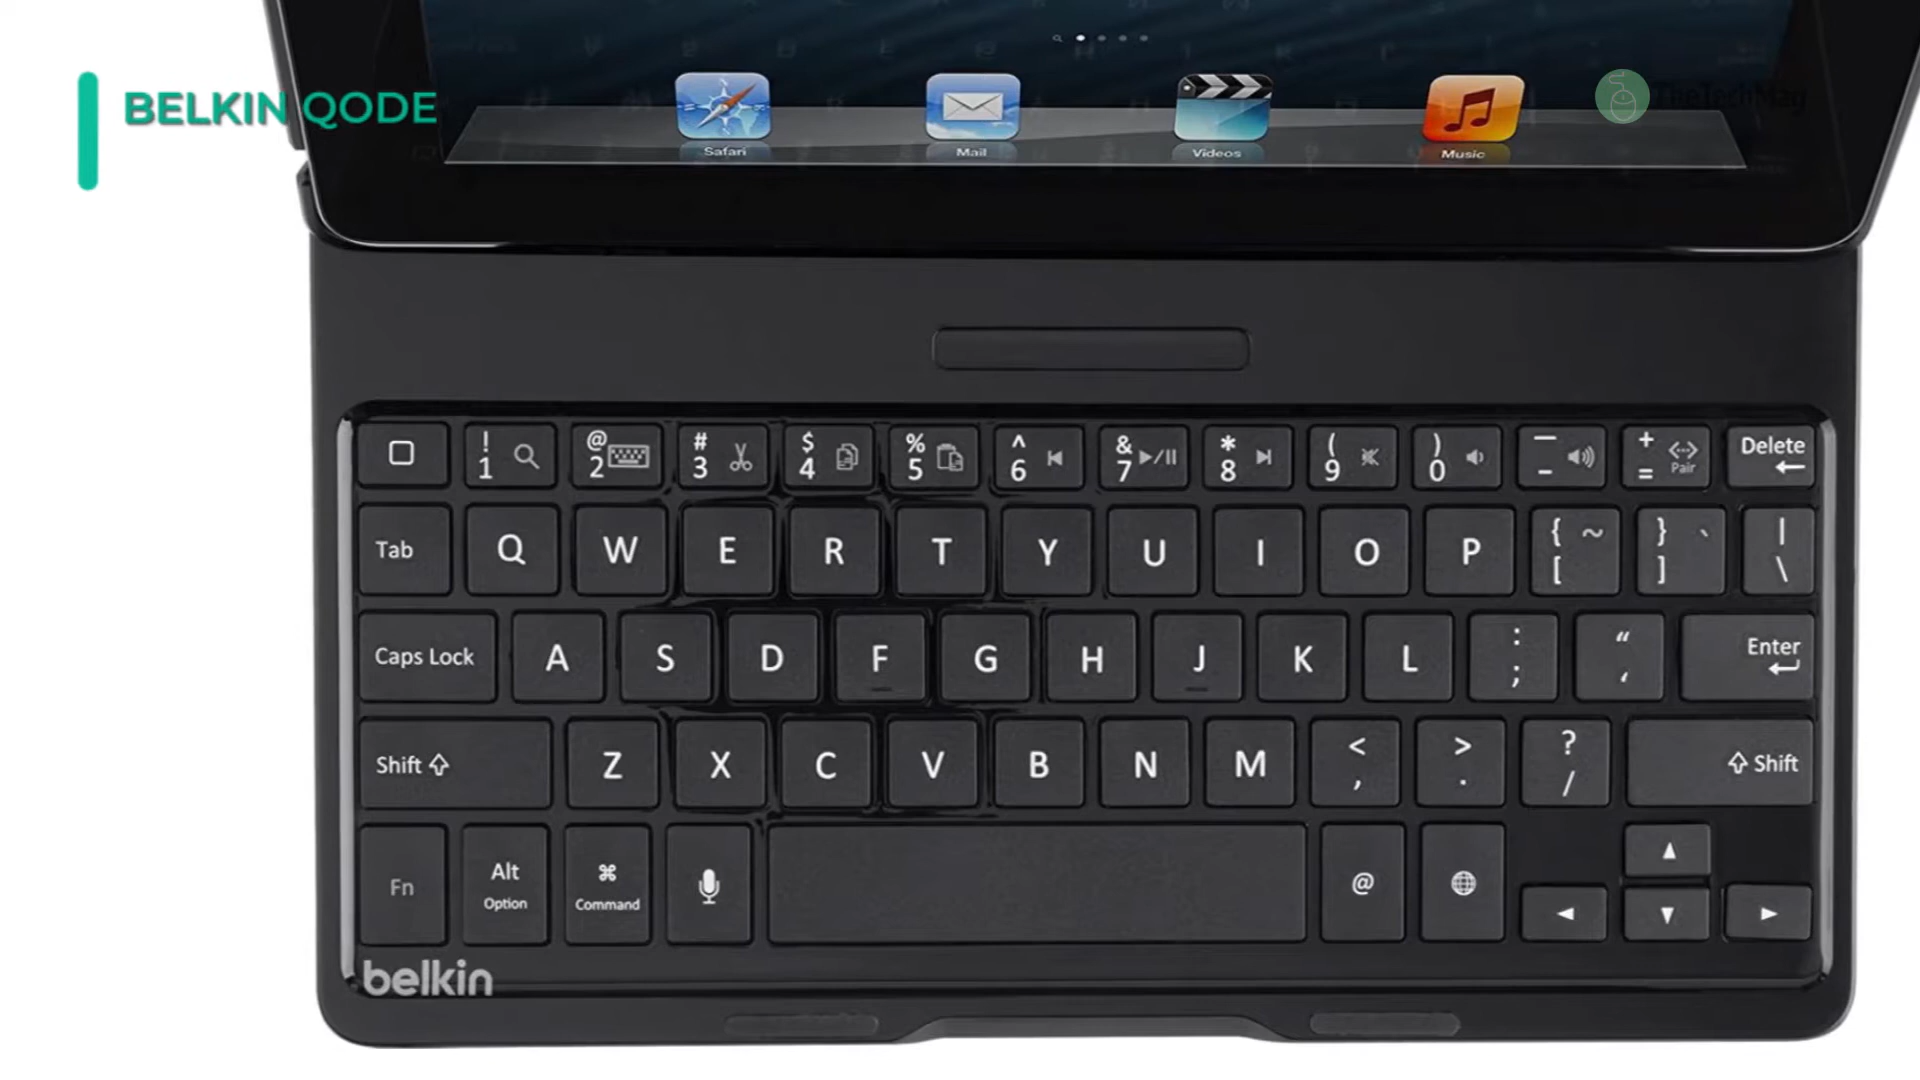 BELKIN QODE
TheTechMag
Safari Mail Videos Music
! 1 @ 2 # 3 $ 4 % 5 ^ 6 & 7 * 8 ( 9 ) 0 — - + = Pair Delete
Tab Q W E R T Y U I O P { ~ [ } ` ] | \
Caps Lock A S D F G H J K L : ; “ ‘ Enter
Shift Z X C V B N M < , > . ? / Shift
Fn Alt Option ⌘ Command @
belkin